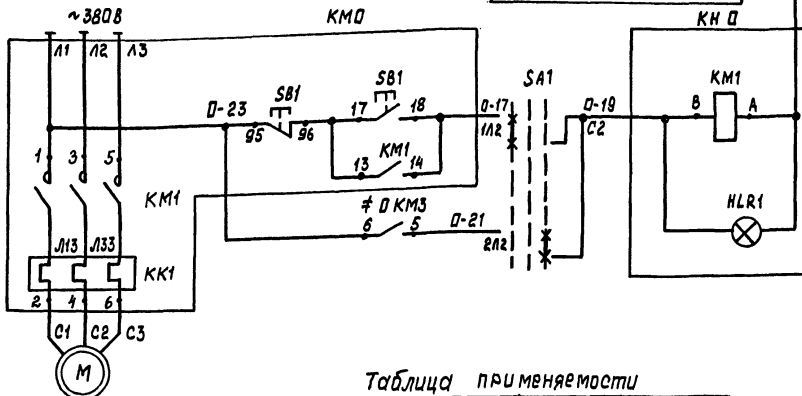 ~380В
КМ0
КН 0
Л1 Л2 Л3
SB1
SA1
КМ1
0-23
SB1
17
18
0-17
0-19
В
А
95
96
1Л2
С2
1
3
5
КМ1
13
14
КМ1
HLR1
≠ 0 КМ3
6
5
0-21
2Л2
Л13
Л33
КК1
2
4
6
С1
С2
С3
М
Таблица применяемости